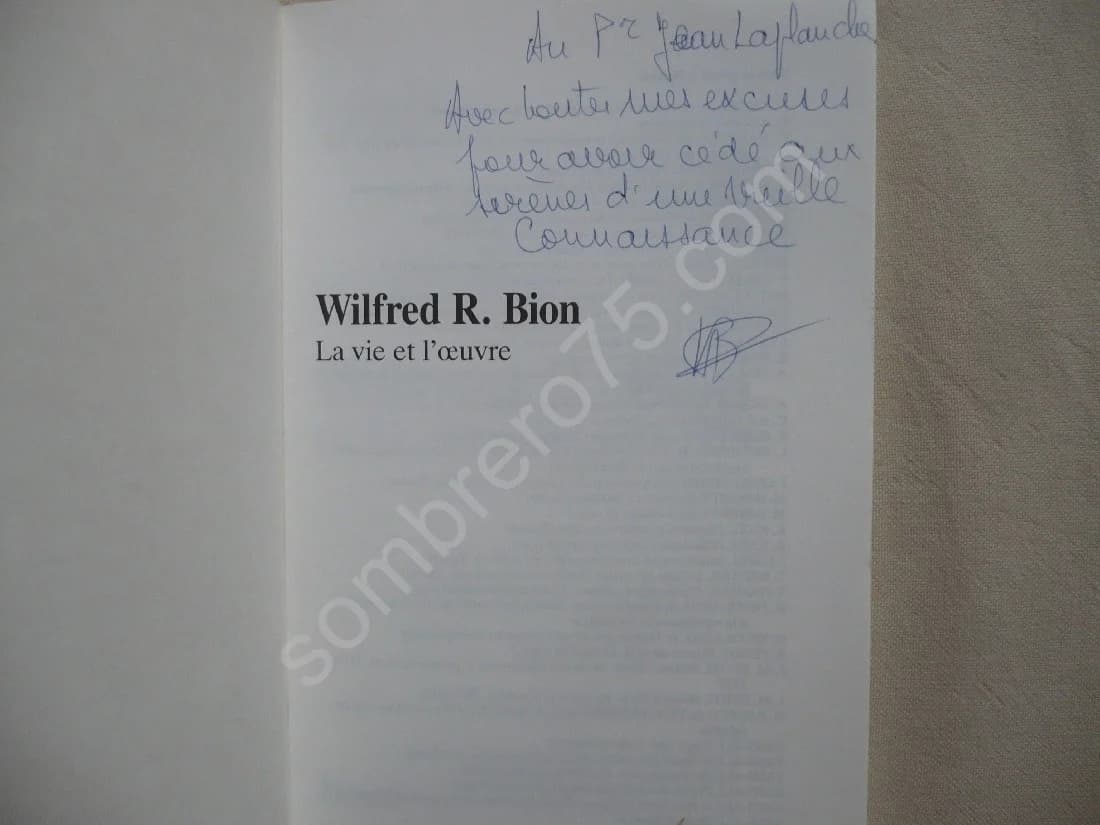 Au Pr Jean Laplanche
Avec toutes mes excuses
pour avoir cédé aux
sirènes d'une vieille
Connaissance
Wilfred R. Bion
La vie et l'œuvre
sombrero75.com